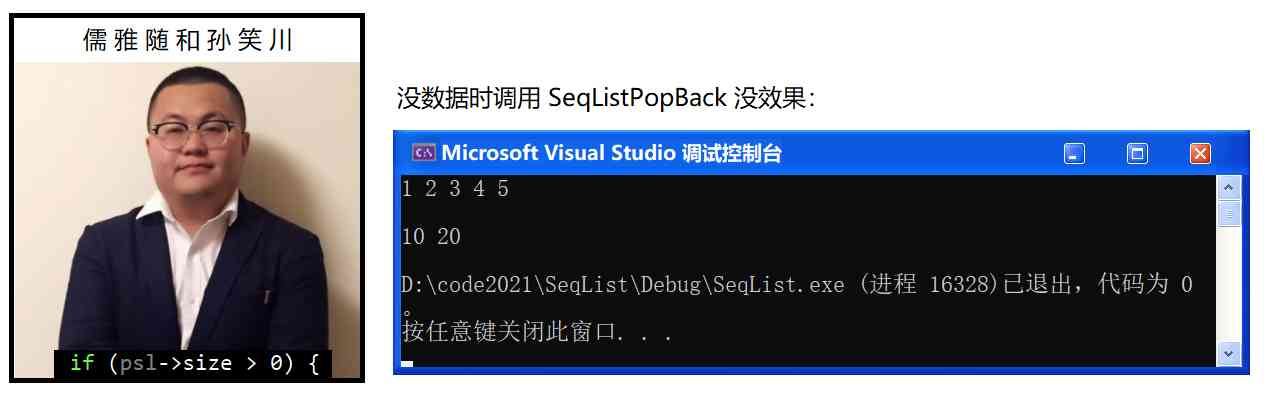 儒雅随和孙笑川
if (psl->size > 0) {
没数据时调用 SeqListPopBack 没效果：
Microsoft Visual Studio 调试控制台
1 2 3 4 5
10 20
D:\code2021\SeqList\Debug\SeqList.exe (进程 16328)已退出，代码为 0
。
按任意键关闭此窗口. . .